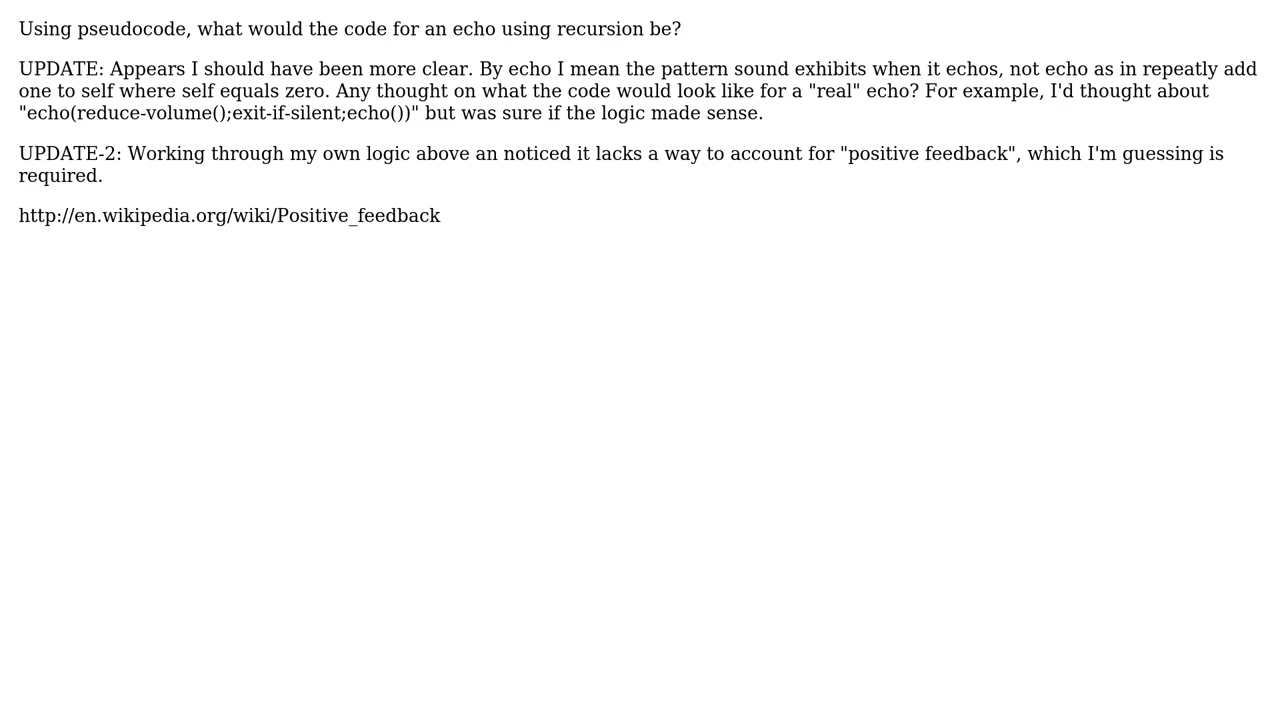 Using pseudocode, what would the code for an echo using recursion be?
UPDATE: Appears I should have been more clear. By echo I mean the pattern sound exhibits when it echos, not echo as in repeatly add
one to self where self equals zero. Any thought on what the code would look like for a "real" echo? For example, I'd thought about
"echo(reduce-volume();exit-if-silent;echo())" but was sure if the logic made sense.
UPDATE-2: Working through my own logic above an noticed it lacks a way to account for "positive feedback", which I'm guessing is
required.
http://en.wikipedia.org/wiki/Positive_feedback